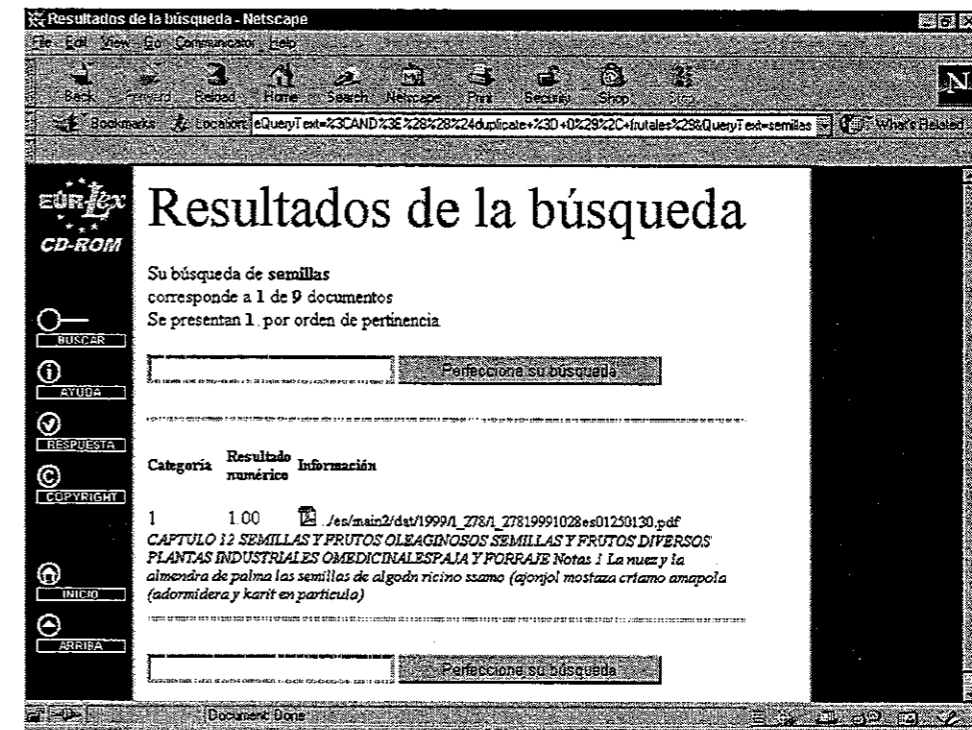 Resultados de la búsqueda - Netscape
File Edit View Go Communicator Help
Back Forward Reload Home Search Netscape Print Security Shop Stop
Bookmarks Location: eQueryText=%3CAND%3E%28%28%24duplicate+%3D+0%29%2C+frutales%29&QueryText=semillas What's Related
EUR-Lex
CD-ROM
BUSCAR
AYUDA
RESPUESTA
COPYRIGHT
INICIO
ARRIBA
Resultados de la búsqueda
Su búsqueda de semillas
corresponde a 1 de 9 documentos
Se presentan 1. por orden de pertinencia
Perfeccione su búsqueda
Categoría Resultado numérico Información
1 1.00 ../es/main2/dat/1999/l_278/l_27819991028es01250130.pdf
CAPTULO 12 SEMILLAS Y FRUTOS OLEAGINOSOS SEMILLAS Y FRUTOS DIVERSOS
PLANTAS INDUSTRIALES OMEDICINALESPAJA Y FORRAJE Notas 1 La nuez y la
almendra de palma las semillas de algodn ricino ssamo (ajonjol mostaza crtamo amapola
(adormidera y karit en particula)
Perfeccione su búsqueda
Document: Done